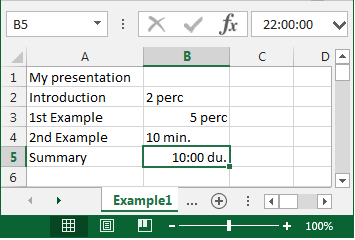 B5 fx 22:00:00
A B C D
1 My presentation
2 Introduction 2 perc
3 1st Example 5 perc
4 2nd Example 10 min.
5 Summary 10:00 du.
6
Example1 ...
100%